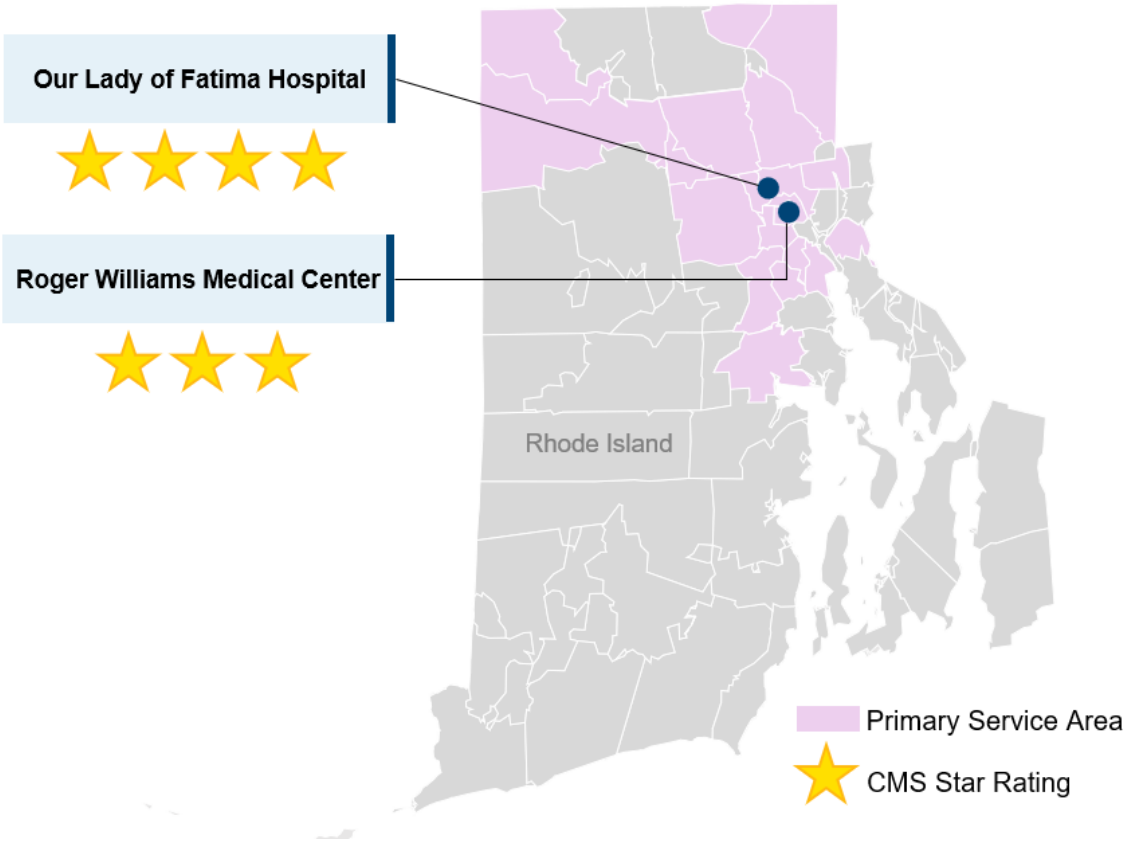 Our Lady of Fatima Hospital
Roger Williams Medical Center
Rhode Island
Primary Service Area
CMS Star Rating